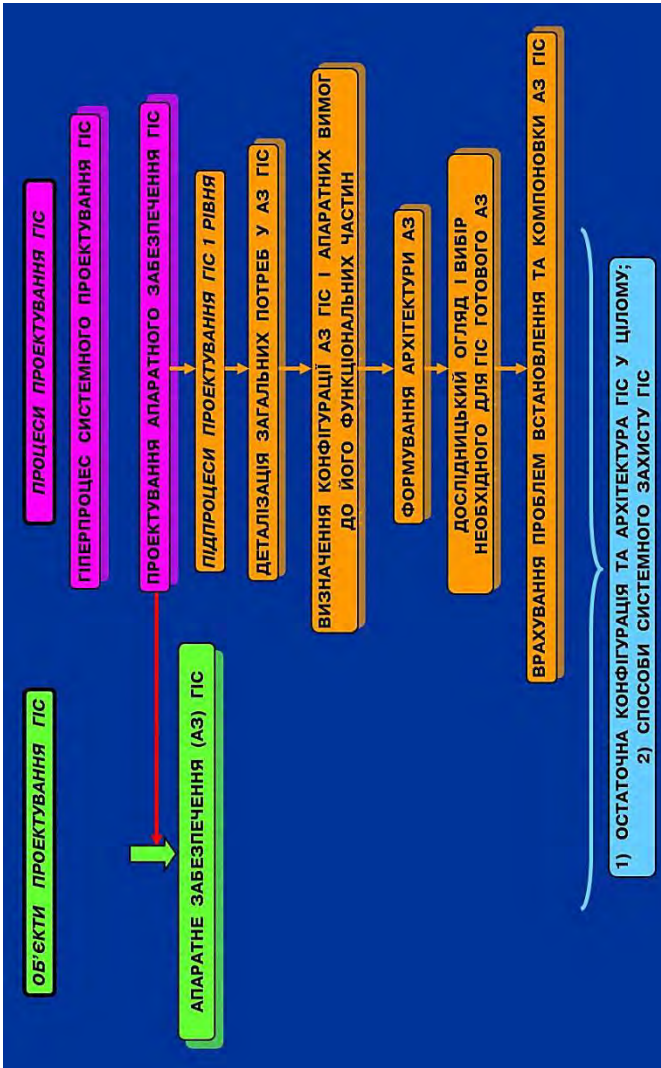 ОБ'ЄКТИ ПРОЕКТУВАННЯ ГІС
ПРОЦЕСИ ПРОЕКТУВАННЯ ГІС
ГІПЕРПРОЦЕС СИСТЕМНОГО ПРОЕКТУВАННЯ ГІС
ПРОЕКТУВАННЯ АПАРАТНОГО ЗАБЕЗПЕЧЕННЯ ГІС
АПАРАТНЕ ЗАБЕЗПЕЧЕННЯ (АЗ) ГІС
ПІДПРОЦЕСИ ПРОЕКТУВАННЯ ГІС 1 РІВНЯ
ДЕТАЛІЗАЦІЯ ЗАГАЛЬНИХ ПОТРЕБ У АЗ ГІС
ВИЗНАЧЕННЯ КОНФІГУРАЦІЇ АЗ ГІС І АПАРАТНИХ ВИМОГ
ДО ЙОГО ФУНКЦІОНАЛЬНИХ ЧАСТИН
ФОРМУВАННЯ АРХІТЕКТУРИ АЗ
ДОСЛІДНИЦЬКИЙ ОГЛЯД І ВИБІР
НЕОБХІДНОГО ДЛЯ ГІС ГОТОВОГО АЗ
ВРАХУВАННЯ ПРОБЛЕМ ВСТАНОВЛЕННЯ ТА КОМПОНОВКИ АЗ ГІС
1) ОСТАТОЧНА КОНФІГУРАЦІЯ ТА АРХІТЕКТУРА ГІС У ЦІЛОМУ;
2) СПОСОБИ СИСТЕМНОГО ЗАХИСТУ ГІС